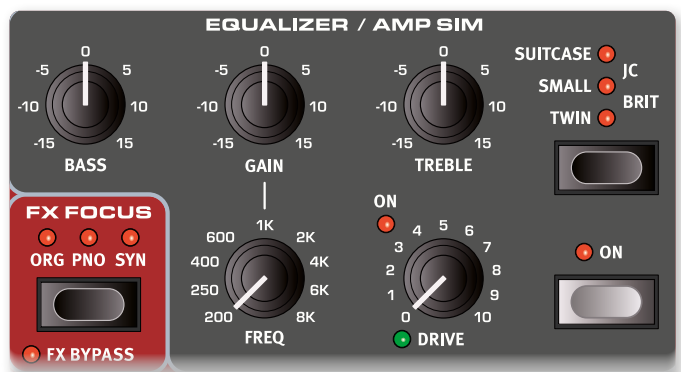 EQUALIZER / AMP SIM
0
-5 5
-10 10
-15 15
BASS
0
-5 5
-10 10
-15 15
GAIN
0
-5 5
-10 10
-15 15
TREBLE
SUITCASE
JC
SMALL
BRIT
TWIN
FX FOCUS
ORG PNO SYN
FX BYPASS
1K
600 2K
400 4K
250 6K
200 8K
FREQ
ON
4 5 6
3 7
2 8
1 9
0 10
DRIVE
ON